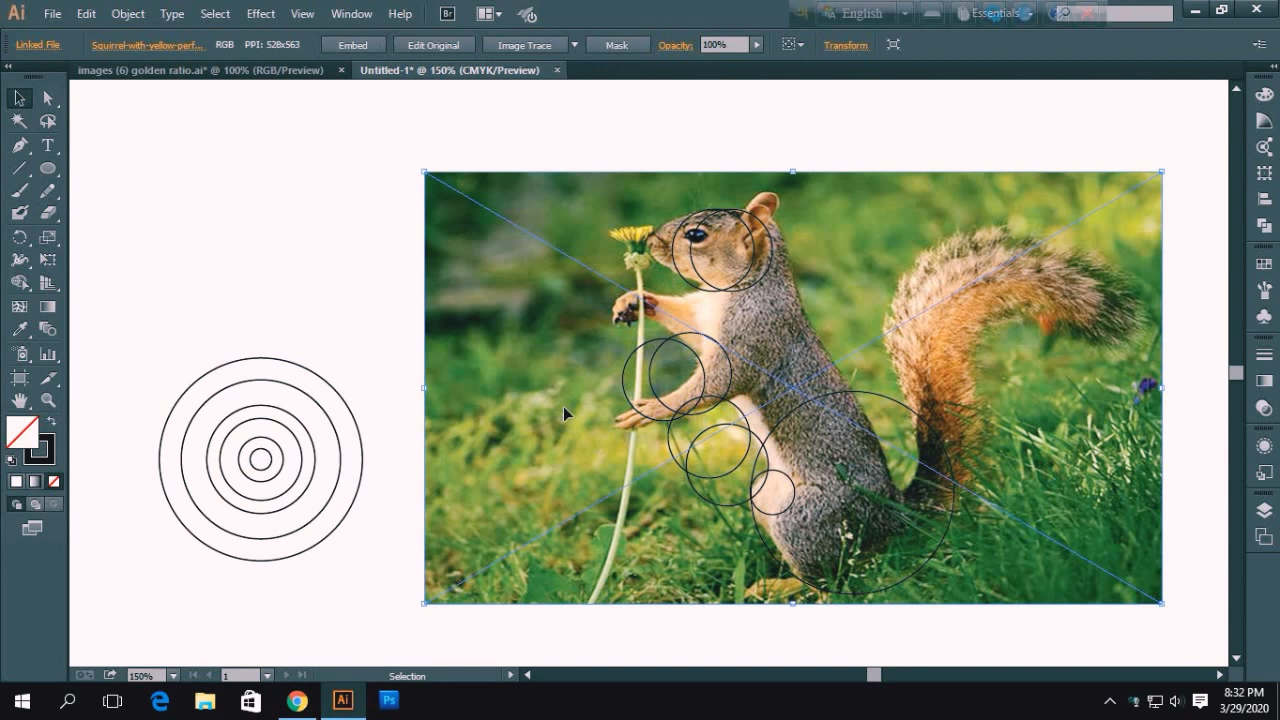 Ai File Edit Object Type Select Effect View Window Help Br English Essentials
Linked File Squirrel-with-yellow-perf... RGB PPI: 528x563 Embed Edit Original Image Trace Mask Opacity: 100% Transform
images (6) golden ratio.ai* @ 100% (RGB/Preview) × Untitled-1* @ 150% (CMYK/Preview) ×
T
150% 1 Selection
Ai Ps 8:32 PM
3/29/2020